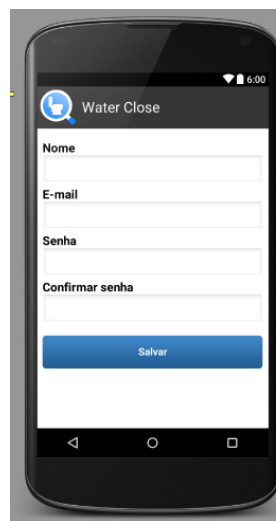 6:00
Water Close
Nome
E-mail
Senha
Confirmar senha
Salvar